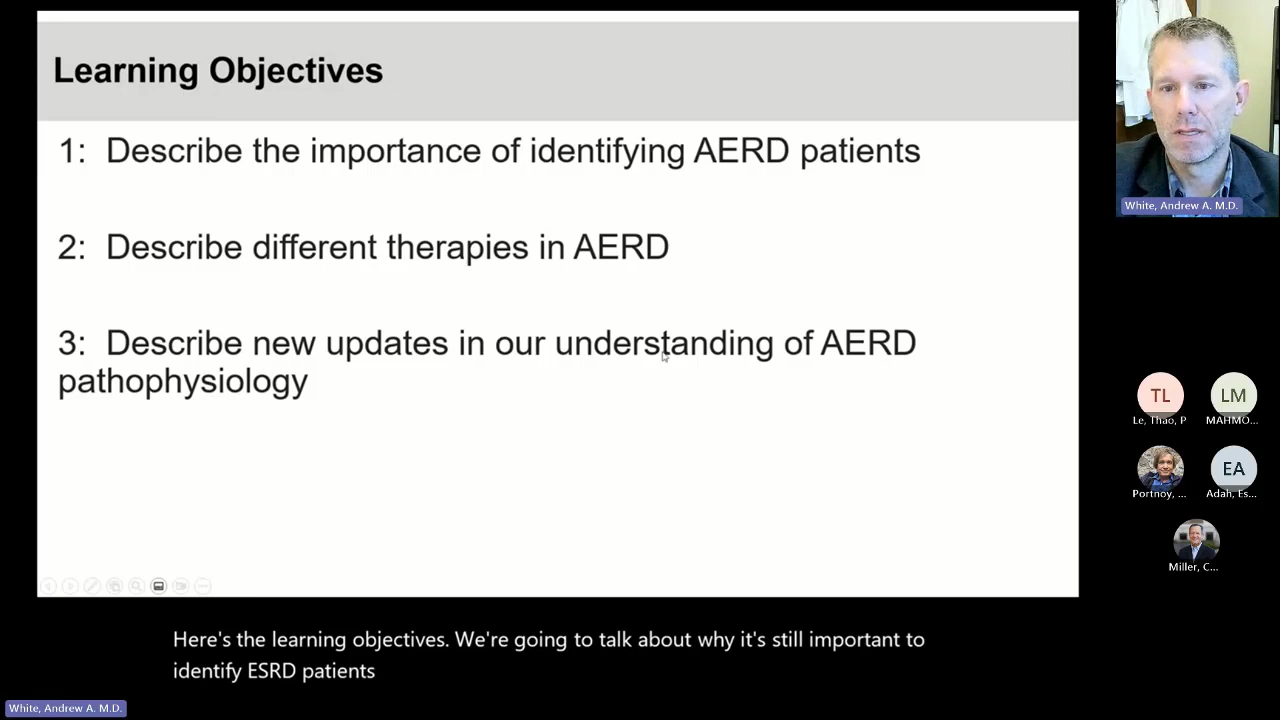 Learning Objectives
1: Describe the importance of identifying AERD patients
2: Describe different therapies in AERD
3: Describe new updates in our understanding of AERD
pathophysiology
White, Andrew A. M.D.
TL
LM
Le, Thao, P
MAHMO...
EA
Portnoy, ...
Adah, Es...
Miller, C...
Here's the learning objectives. We're going to talk about why it's still important to
identify ESRD patients
White, Andrew A. M.D.